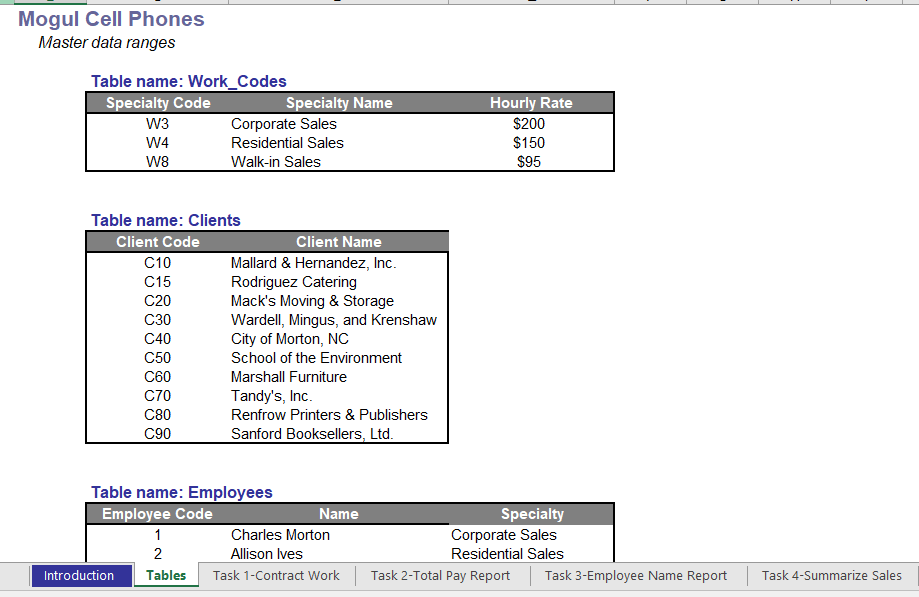 Mogul Cell Phones
Master data ranges
Table name: Work_Codes
Specialty Code Specialty Name Hourly Rate
W3 Corporate Sales $200
W4 Residential Sales $150
W8 Walk-in Sales $95
Table name: Clients
Client Code Client Name
C10 Mallard & Hernandez, Inc.
C15 Rodriguez Catering
C20 Mack's Moving & Storage
C30 Wardell, Mingus, and Krenshaw
C40 City of Morton, NC
C50 School of the Environment
C60 Marshall Furniture
C70 Tandy's, Inc.
C80 Renfrow Printers & Publishers
C90 Sanford Booksellers, Ltd.
Table name: Employees
Employee Code Name Specialty
1 Charles Morton Corporate Sales
2 Allison Ives Residential Sales
Introduction Tables Task 1-Contract Work Task 2-Total Pay Report Task 3-Employee Name Report Task 4-Summarize Sales